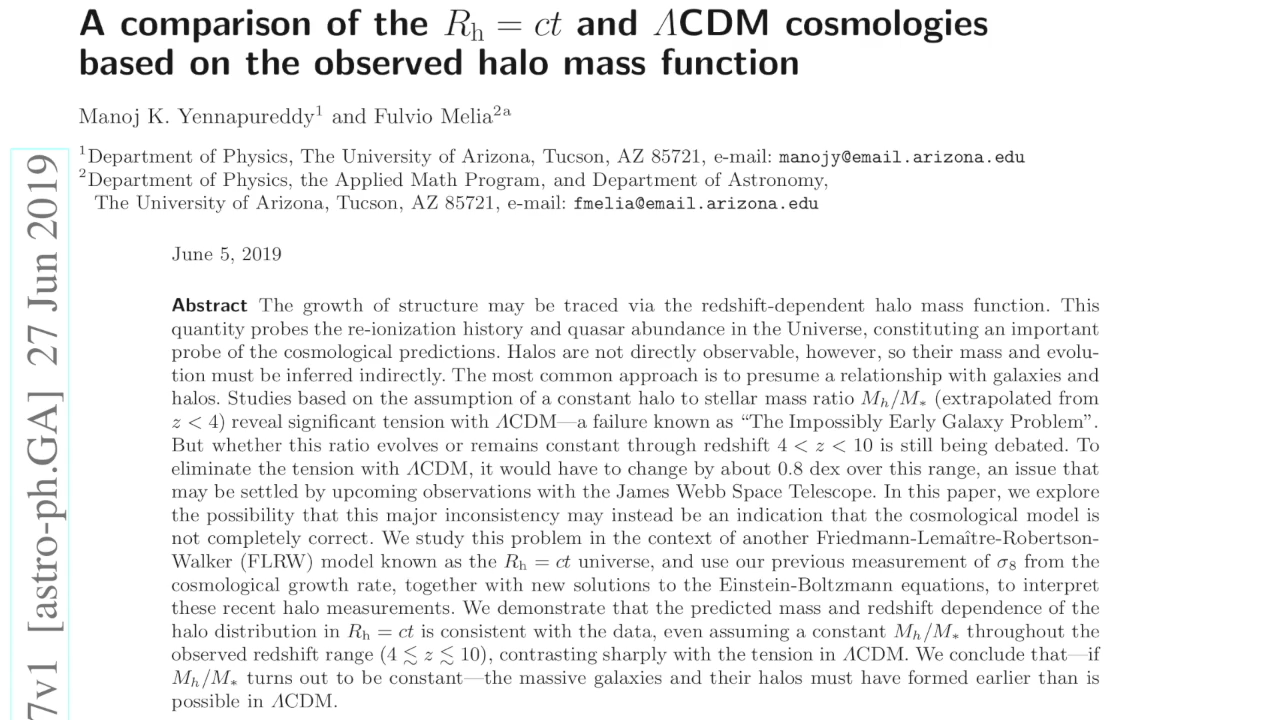 A comparison of the Rh = ct and ΛCDM cosmologies
based on the observed halo mass function
Manoj K. Yennapureddy1 and Fulvio Melia2a
1Department of Physics, The University of Arizona, Tucson, AZ 85721, e-mail: manojy@email.arizona.edu
2Department of Physics, the Applied Math Program, and Department of Astronomy,
The University of Arizona, Tucson, AZ 85721, e-mail: fmelia@email.arizona.edu
7v1 [astro-ph.GA] 27 Jun 2019
June 5, 2019
Abstract The growth of structure may be traced via the redshift-dependent halo mass function. This
quantity probes the re-ionization history and quasar abundance in the Universe, constituting an important
probe of the cosmological predictions. Halos are not directly observable, however, so their mass and evolu-
tion must be inferred indirectly. The most common approach is to presume a relationship with galaxies and
halos. Studies based on the assumption of a constant halo to stellar mass ratio Mh/M∗ (extrapolated from
z < 4) reveal significant tension with ΛCDM—a failure known as “The Impossibly Early Galaxy Problem”.
But whether this ratio evolves or remains constant through redshift 4 < z < 10 is still being debated. To
eliminate the tension with ΛCDM, it would have to change by about 0.8 dex over this range, an issue that
may be settled by upcoming observations with the James Webb Space Telescope. In this paper, we explore
the possibility that this major inconsistency may instead be an indication that the cosmological model is
not completely correct. We study this problem in the context of another Friedmann-Lemaître-Robertson-
Walker (FLRW) model known as the Rh = ct universe, and use our previous measurement of σ8 from the
cosmological growth rate, together with new solutions to the Einstein-Boltzmann equations, to interpret
these recent halo measurements. We demonstrate that the predicted mass and redshift dependence of the
halo distribution in Rh = ct is consistent with the data, even assuming a constant Mh/M∗ throughout the
observed redshift range (4 ≲ z ≲ 10), contrasting sharply with the tension in ΛCDM. We conclude that—if
Mh/M∗ turns out to be constant—the massive galaxies and their halos must have formed earlier than is
possible in ΛCDM.